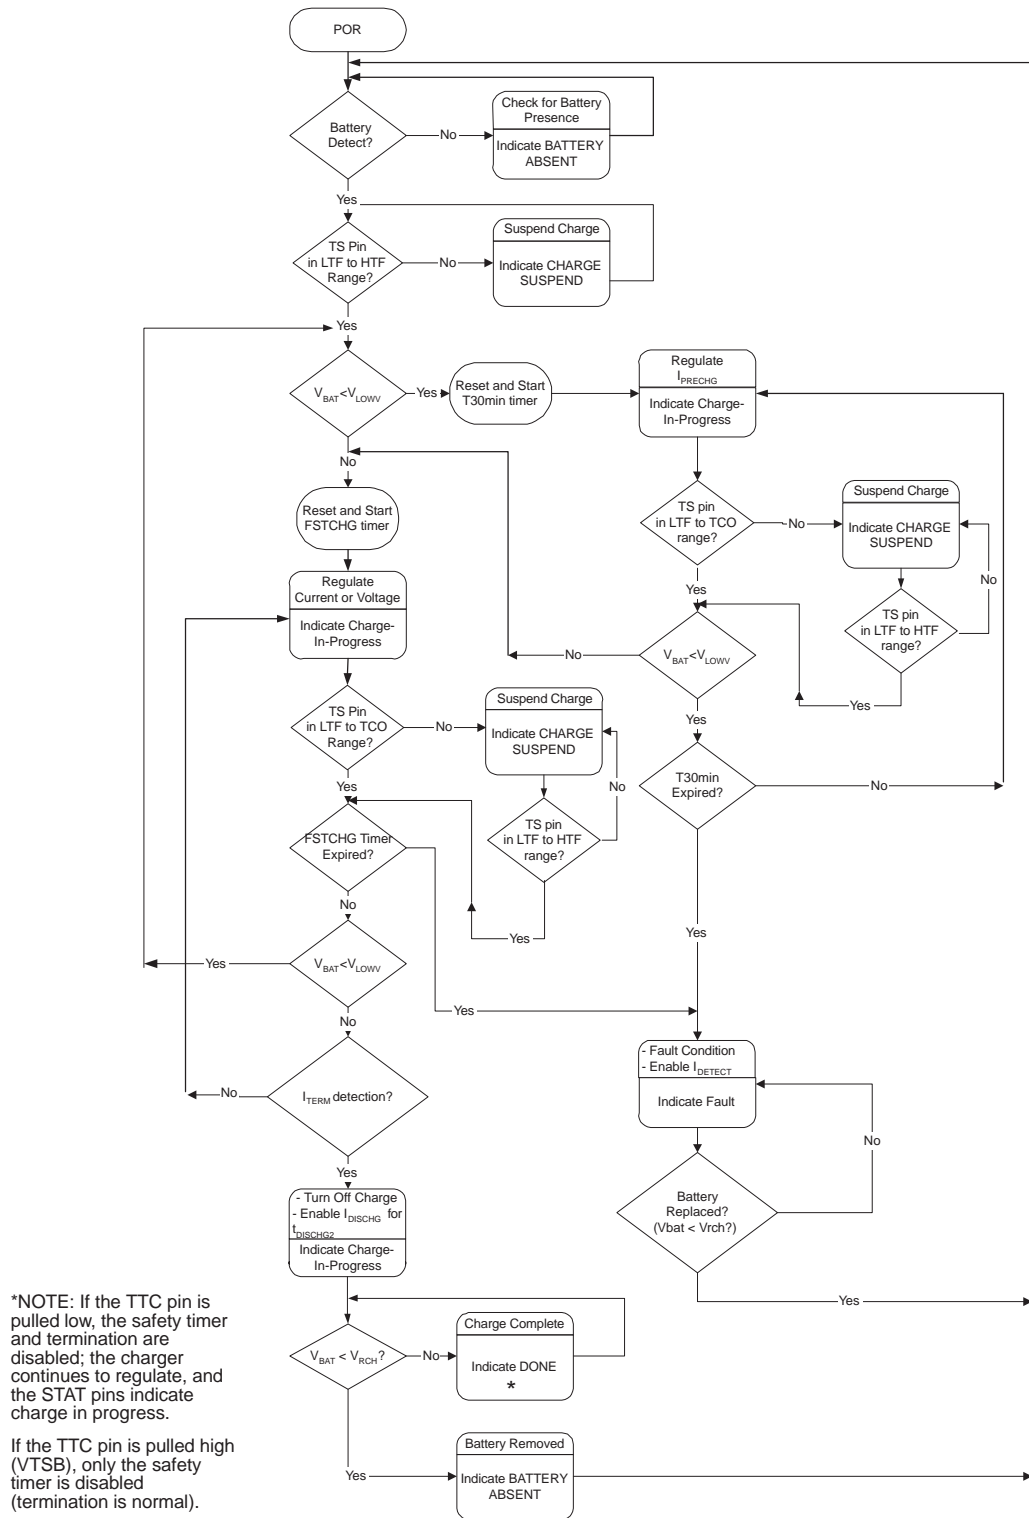 POR
Battery
Detect?
No
Check for Battery
Presence
Indicate BATTERY
ABSENT
Yes
TS Pin
in LTF to HTF
Range?
No
Suspend Charge
Indicate CHARGE
SUSPEND
Yes
VBAT<VLOWV
Yes
Reset and Start
T30min timer
Regulate
IPRECHG
Indicate Charge-
In-Progress
No
Reset and Start
FSTCHG timer
TS pin
in LTF to TCO
range?
No
Suspend Charge
Indicate CHARGE
SUSPEND
No
TS pin
in LTF to HTF
range?
Yes
Yes
Regulate
Current or Voltage
Indicate Charge-
In-Progress
VBAT<VLOWV
No
Yes
TS Pin
in LTF to TCO
Range?
No
Suspend Charge
Indicate CHARGE
SUSPEND
No
TS pin
in LTF to HTF
range?
Yes
Yes
T30min
Expired?
No
Yes
FSTCHG Timer
Expired?
No
Yes
VBAT<VLOWV
Yes
No
- Fault Condition
- Enable IDETECT
Indicate Fault
No
ITERM detection?
No
Yes
Battery
Replaced?
(Vbat < Vrch?)
Yes
- Turn Off Charge
- Enable IDISCHG for
tDISCHG2
Indicate Charge-
In-Progress
VBAT < VRCH?
No
Charge Complete
Indicate DONE
*
Yes
Battery Removed
Indicate BATTERY
ABSENT
*NOTE: If the TTC pin is
pulled low, the safety timer
and termination are
disabled; the charger
continues to regulate, and
the STAT pins indicate
charge in progress.
If the TTC pin is pulled high
(VTSB), only the safety
timer is disabled
(termination is normal).